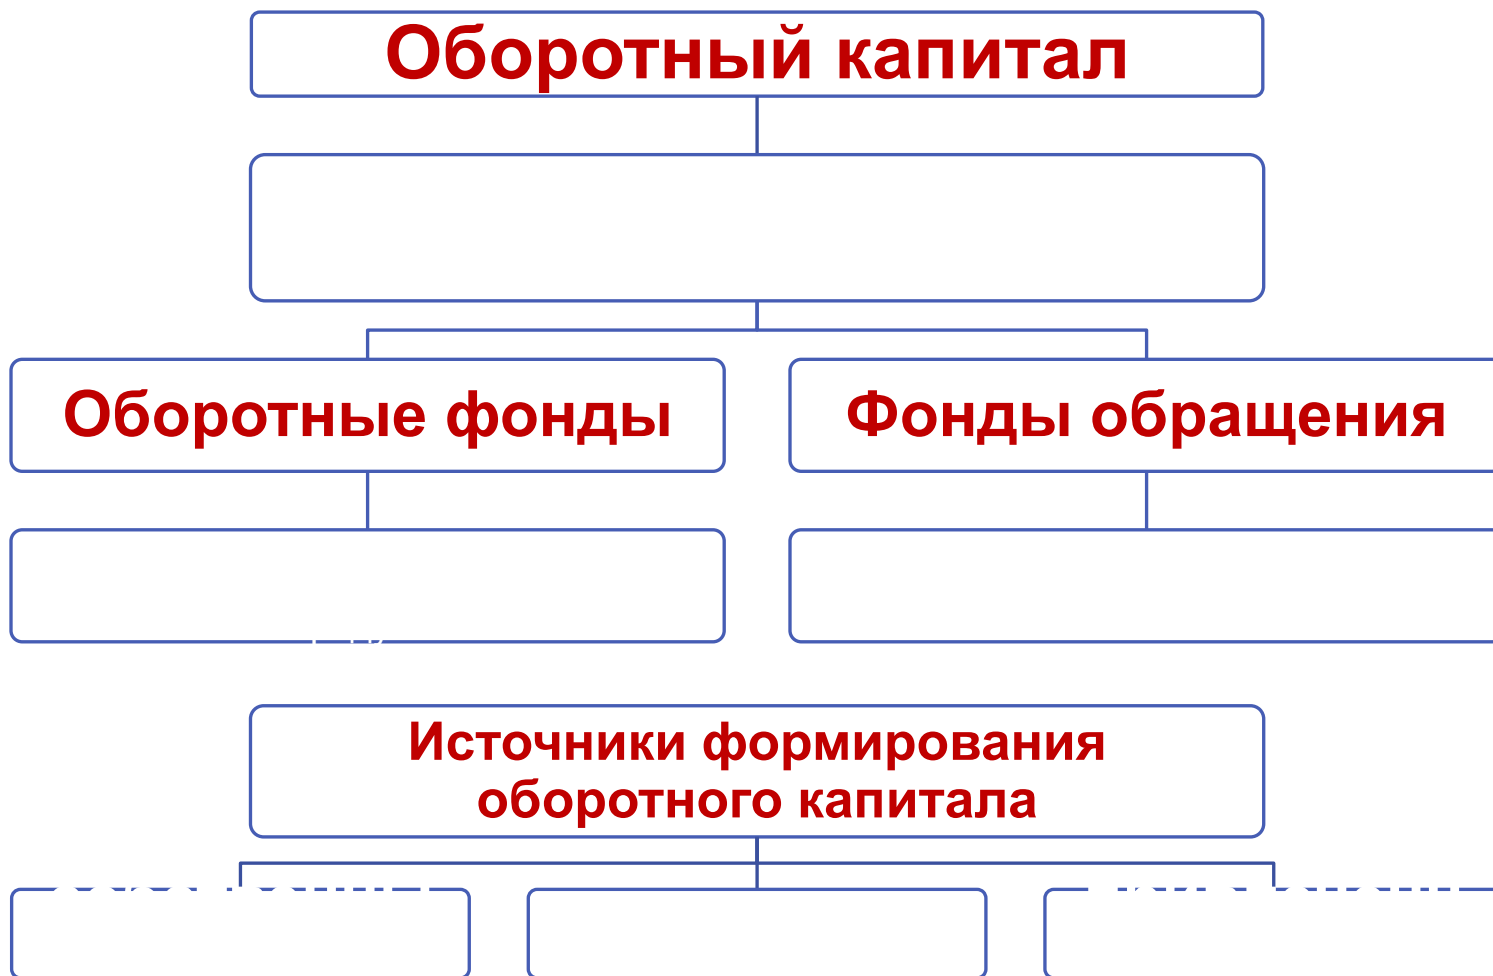 Оборотный капитал
Оборотные фонды
Фонды обращения
Источники формирования
оборотного капитала